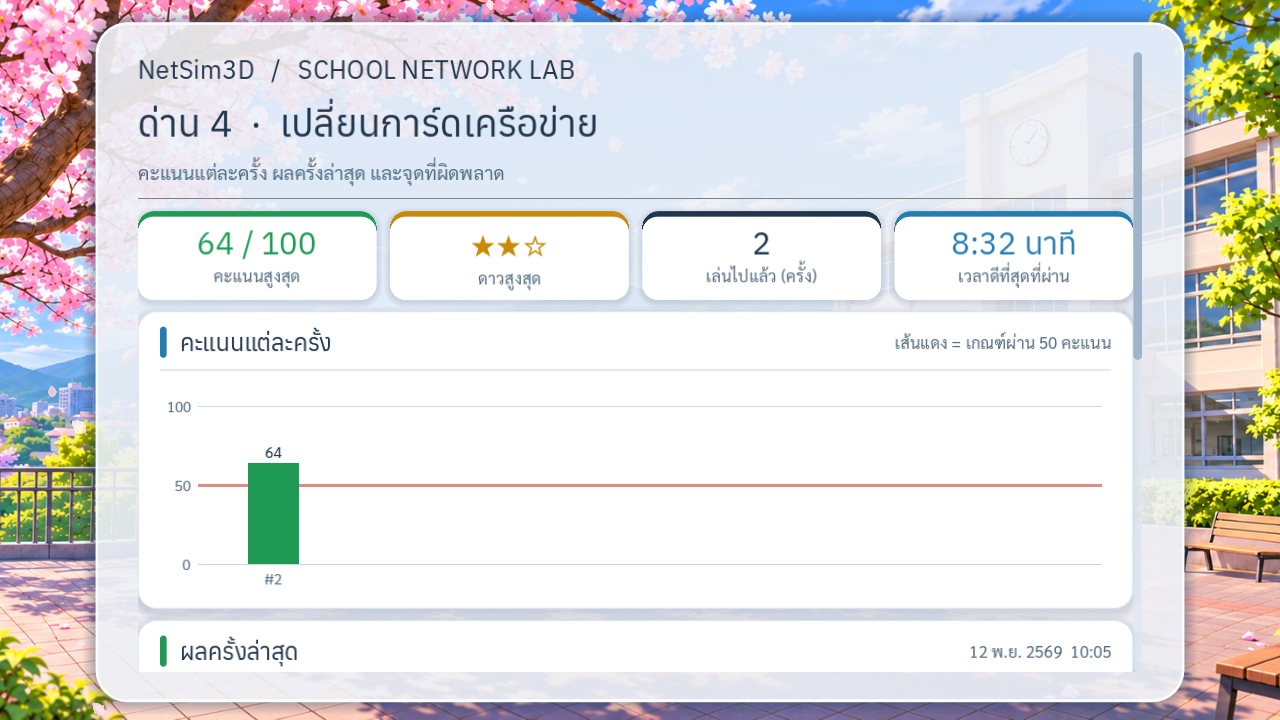 NetSim3D / SCHOOL NETWORK LAB
ด่าน 4 · เปลี่ยนการ์ดเครือข่าย
คะแนนแต่ละครั้ง ผลครั้งล่าสุด และจุดที่ผิดพลาด
64 / 100
คะแนนสูงสุด
★★☆
ดาวสูงสุด
2
เล่นไปแล้ว (ครั้ง)
8:32 นาที
เวลาดีที่สุดที่ผ่าน
คะแนนแต่ละครั้ง
เส้นแดง = เกณฑ์ผ่าน 50 คะแนน
100
64
50
0
#2
ผลครั้งล่าสุด
12 พ.ย. 2569 10:05